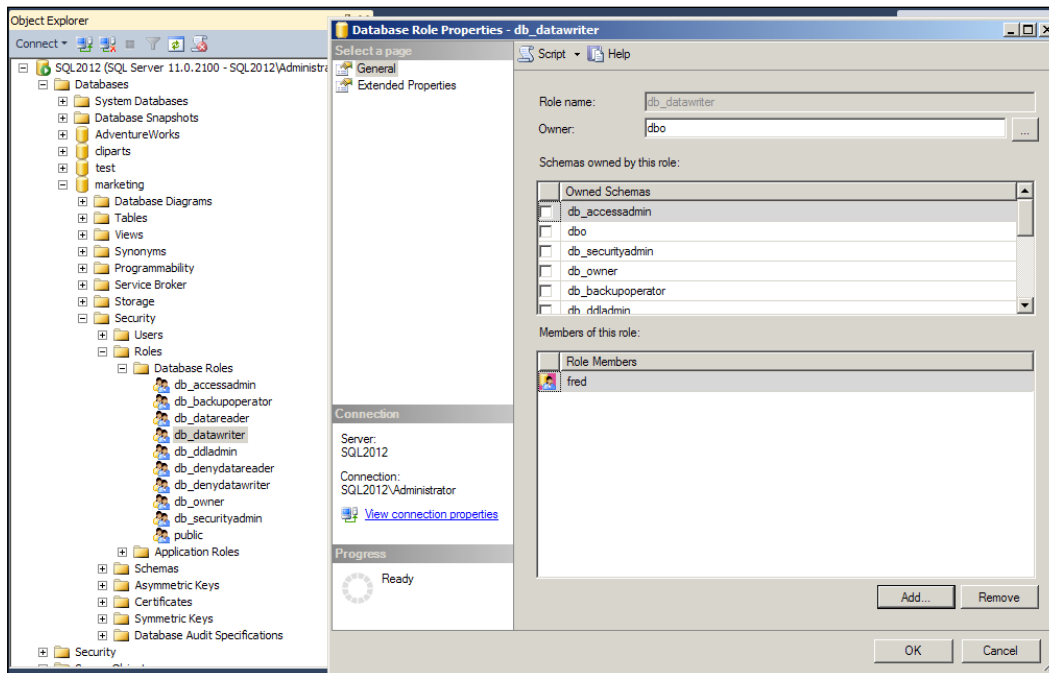 Object Explorer
Connect
SQL2012 (SQL Server 11.0.2100 - SQL2012\Administra
Databases
System Databases
Database Snapshots
AdventureWorks
cliparts
test
marketing
Database Diagrams
Tables
Views
Synonyms
Programmability
Service Broker
Storage
Security
Users
Roles
Database Roles
db_accessadmin
db_backupoperator
db_datareader
db_datawriter
db_ddladmin
db_denydatareader
db_denydatawriter
db_owner
db_securityadmin
public
Application Roles
Schemas
Asymmetric Keys
Certificates
Symmetric Keys
Database Audit Specifications
Security
Database Role Properties - db_datawriter
Select a page
General
Extended Properties
Connection
Server:
SQL2012
Connection:
SQL2012\Administrator
View connection properties
Progress
Ready
Script
Help
Role name:
db_datawriter
Owner:
dbo
...
Schemas owned by this role:
Owned Schemas
db_accessadmin
dbo
db_securityadmin
db_owner
db_backupoperator
db_ddladmin
Members of this role:
Role Members
fred
Add...
Remove
OK
Cancel